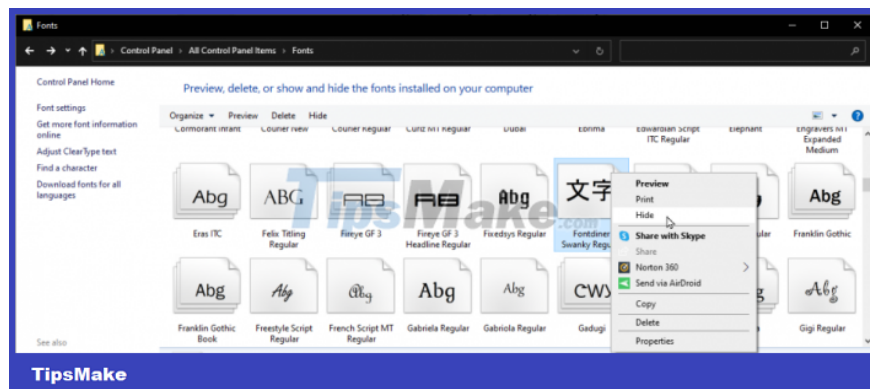 Fonts
Control Panel > All Control Panel Items > Fonts
Control Panel Home
Font settings
Get more font information
online
Adjust ClearType text
Find a character
Download fonts for all
languages
See also
Preview, delete, or show and hide the fonts installed on your computer
Organize Preview Delete Hide
Cormorant Infant Courier New Courier Regular Curlz MT Regular Dubai Ebrima Edwardian Script Elephant Engravers MT
ITC Regular Expanded
Medium
Abg ABG AB AB Abg 文字 Abg
TipsMake.com
Eras ITC Felix Titling Fireye GF 3 Fireye GF 3 Fixedsys Regular Fontdiner Franklin Gothic
Regular Headline Regular Swanky
Abg Abg Abg Abg Abg Abg
Franklin Gothic Freestyle Script French Script MT Gabriela Regular Gabriola Regular Gadugi Gigi Regular
Book Regular Regular
Preview
Print
Hide
Share with Skype
Share
Norton 360
Send via AirDroid
Copy
Delete
Properties
TipsMake